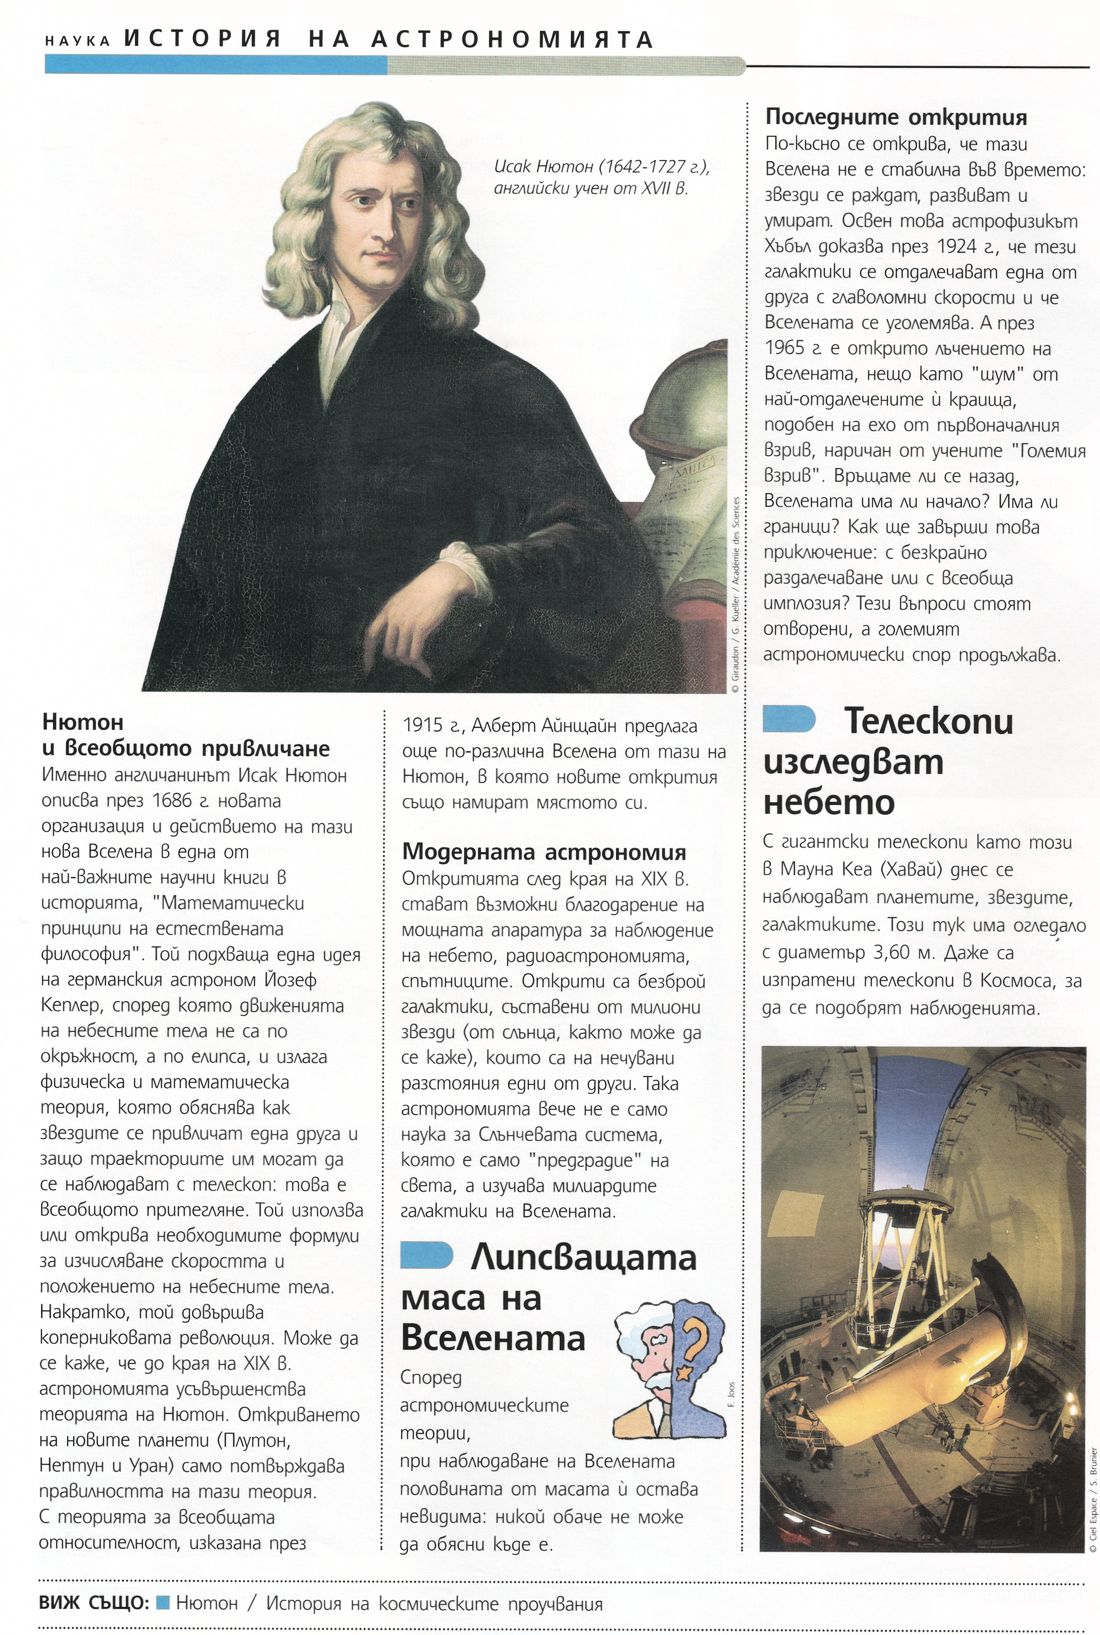 НАУКА ИСТОРИЯ НА АСТРОНОМИЯТА
Исак Нютон (1642-1727 г.),
английски учен от XVII в.
© Giraudon / G. Kueller / Académie des Sciences
Нютон
и всеобщото привличане
Именно англичанинът Исак Нютон
описва през 1686 г. новата
организация и действието на тази
нова Вселена в една от
най-важните научни книги в
историята, "Математически
принципи на естествената
философия". Той подхваща една идея
на германския астроном Йозеф
Кеплер, според която движенията
на небесните тела не са по
окръжност, а по елипса, и излага
физическа и математическа
теория, която обяснява как
звездите се привличат една друга и
защо траекториите им могат да
се наблюдават с телескоп: това е
всеобщото притегляне. Той използва
или открива необходимите формули
за изчисляване скоростта и
положението на небесните тела.
Накратко, той довършва
коперниковата революция. Може да
се каже, че до края на XIX в.
астрономията усъвършенства
теорията на Нютон. Откриването
на новите планети (Плутон,
Нептун и Уран) само потвърждава
правилността на тази теория.
С теорията за всеобщата
относителност, изказана през
1915 г., Алберт Айнщайн предлага
още по-различна Вселена от тази на
Нютон, в която новите открития
също намират мястото си.
Модерната астрономия
Откритията след края на XIX в.
стават възможни благодарение на
мощната апаратура за наблюдение
на небето, радиоастрономията,
спътниците. Открити са безброй
галактики, съставени от милиони
звезди (от слънца, както може да
се каже), които са на нечувани
разстояния едни от други. Така
астрономията вече не е само
наука за Слънчевата система,
която е само "предградие" на
света, а изучава милиардите
галактики на Вселената.
Липсващата
маса на
Вселената
Според
астрономическите
теории,
при наблюдаване на Вселената
половината от масата ѝ остава
невидима: никой обаче не може
да обясни къде е.
F. Joos
Последните открития
По-късно се открива, че тази
Вселена не е стабилна във времето:
звезди се раждат, развиват и
умират. Освен това астрофизикът
Хъбъл доказва през 1924 г., че тези
галактики се отдалечават една от
друга с главоломни скорости и че
Вселената се уголемява. А през
1965 г. е открито лъчението на
Вселената, нещо като "шум" от
най-отдалечените ѝ краища,
подобен на ехо от първоначалния
взрив, наричан от учените "Големия
взрив". Връщаме ли се назад,
Вселената има ли начало? Има ли
граници? Как ще завърши това
приключение: с безкрайно
раздалечаване или с всеобща
имплозия? Тези въпроси стоят
отворени, а големият
астрономически спор продължава.
Телескопи
изследват
небето
С гигантски телескопи като този
в Мауна Кеа (Хавай) днес се
наблюдават планетите, звездите,
галактиките. Този тук има огледало
с диаметър 3,60 м. Даже са
изпратени телескопи в Космоса, за
да се подобрят наблюденията.
© Ciel Espace / S. Brunier
ВИЖ СЪЩО: Нютон / История на космическите проучвания